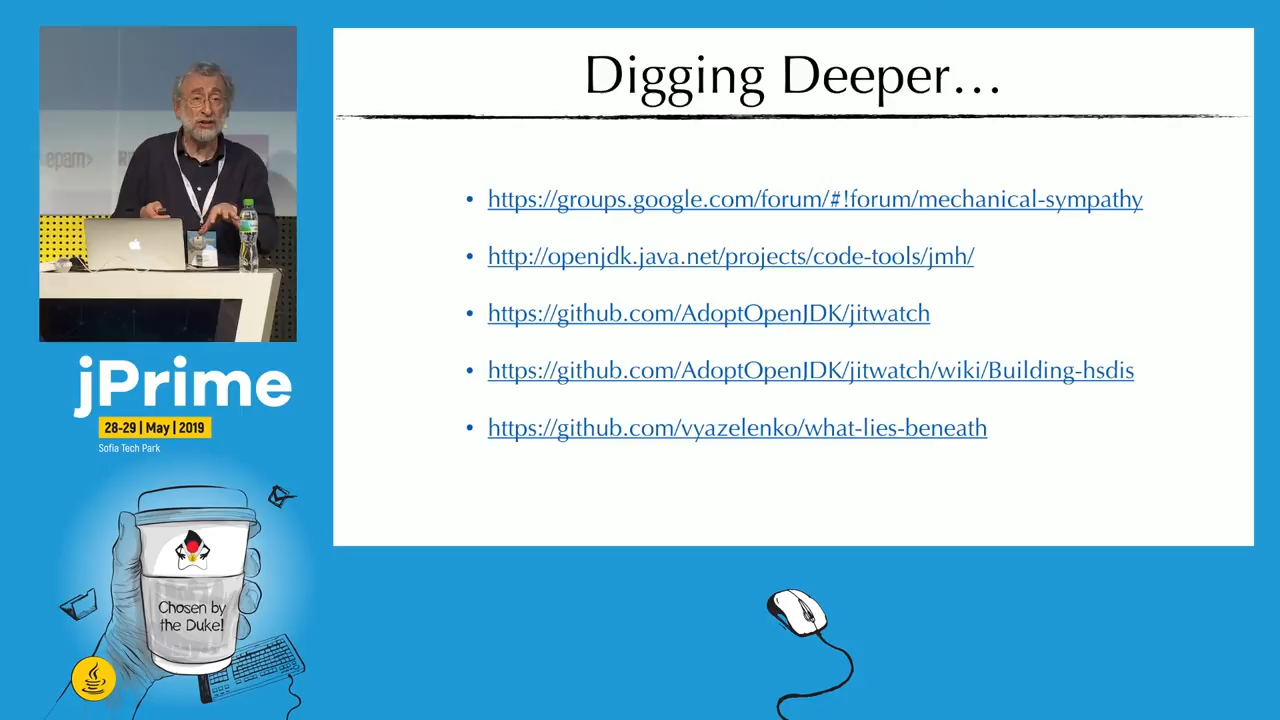 epam
jPrime
28-29 | May | 2019
Sofia Tech Park
Chosen by
the Duke!
Digging Deeper...
• https://groups.google.com/forum/#!forum/mechanical-sympathy
• http://openjdk.java.net/projects/code-tools/jmh/
• https://github.com/AdoptOpenJDK/jitwatch
• https://github.com/AdoptOpenJDK/jitwatch/wiki/Building-hsdis
• https://github.com/vyazelenko/what-lies-beneath